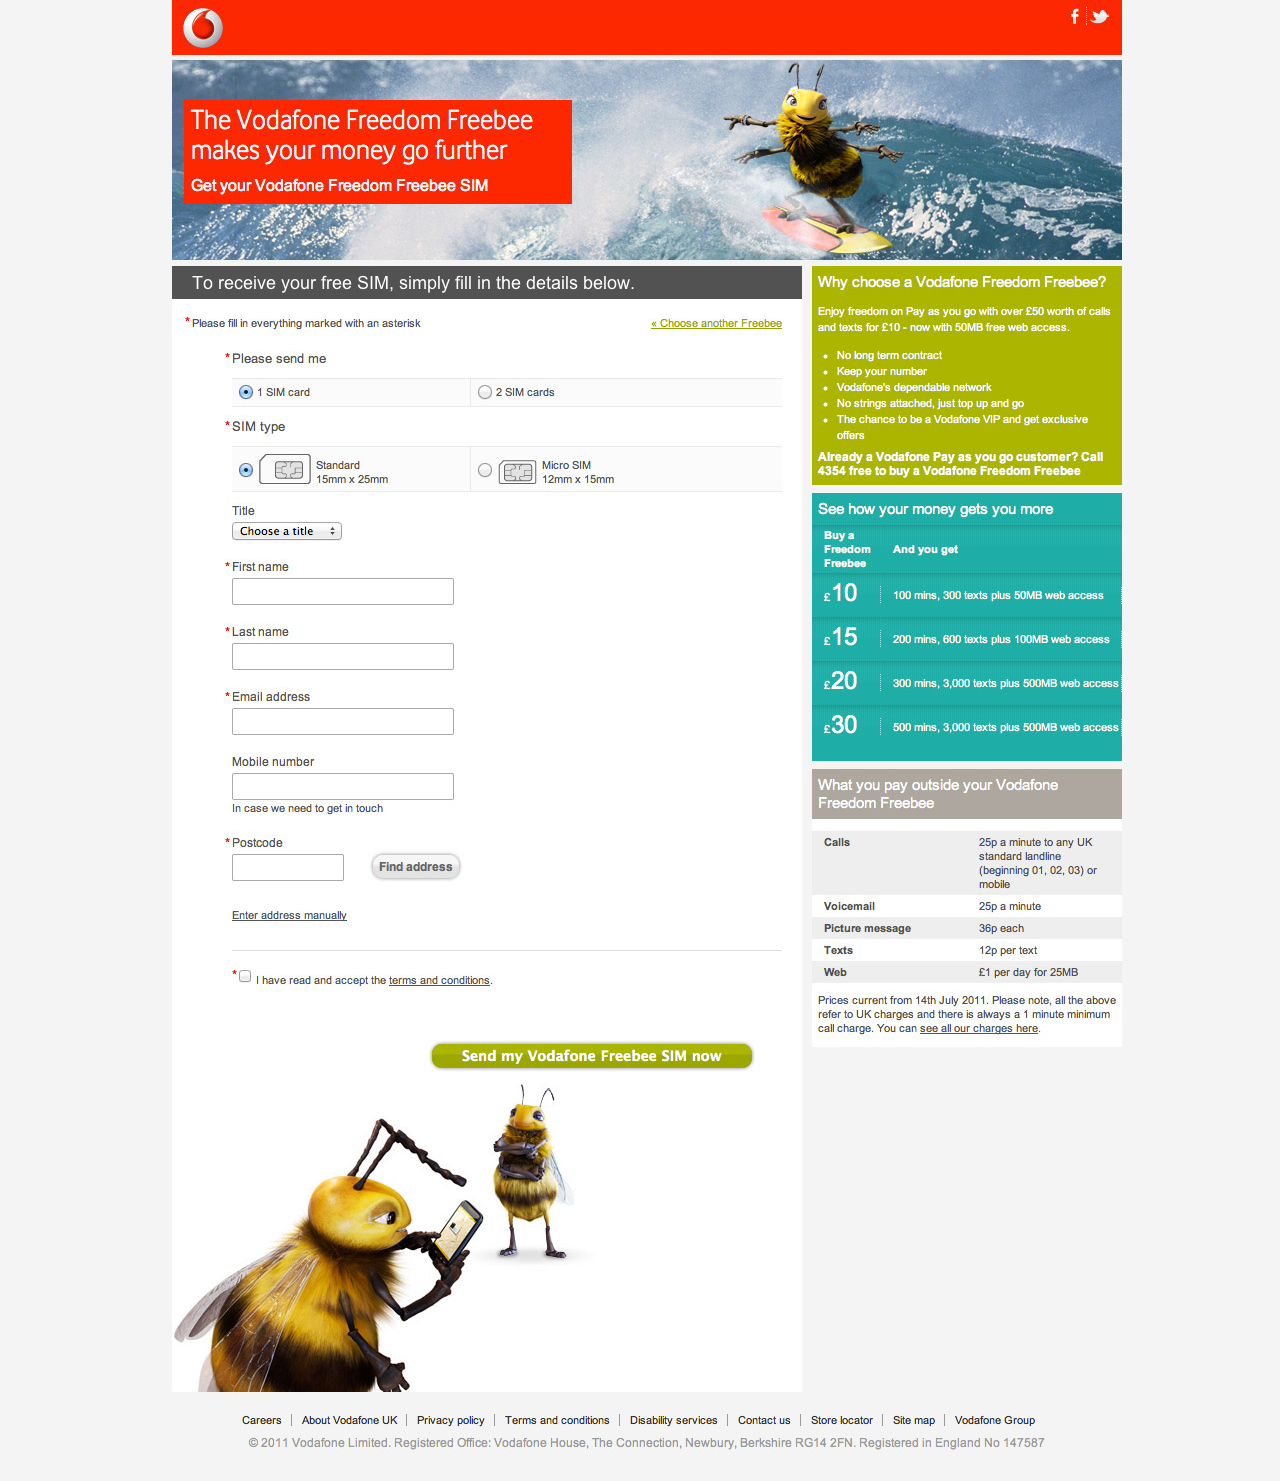 The Vodafone Freedom Freebee
makes your money go further
Get your Vodafone Freedom Freebee SIM
To receive your free SIM, simply fill in the details below.
* Please fill in everything marked with an asterisk
« Choose another Freebee
* Please send me
1 SIM card
2 SIM cards
* SIM type
Standard
15mm x 25mm
Micro SIM
12mm x 15mm
Title
Choose a title
* First name
* Last name
* Email address
Mobile number
In case we need to get in touch
* Postcode
Find address
Enter address manually
* I have read and accept the terms and conditions.
Send my Vodafone Freebee SIM now
Why choose a Vodafone Freedom Freebee?
Enjoy freedom on Pay as you go with over £50 worth of calls
and texts for £10 - now with 50MB free web access.
No long term contract
Keep your number
Vodafone's dependable network
No strings attached, just top up and go
The chance to be a Vodafone VIP and get exclusive
offers
Already a Vodafone Pay as you go customer? Call
4354 free to buy a Vodafone Freedom Freebee
See how your money gets you more
Buy a
Freedom
Freebee
And you get
£10
100 mins, 300 texts plus 50MB web access
£15
200 mins, 600 texts plus 100MB web access
£20
300 mins, 3,000 texts plus 500MB web access
£30
500 mins, 3,000 texts plus 500MB web access
What you pay outside your Vodafone
Freedom Freebee
Calls
25p a minute to any UK
standard landline
(beginning 01, 02, 03) or
mobile
Voicemail
25p a minute
Picture message
36p each
Texts
12p per text
Web
£1 per day for 25MB
Prices current from 14th July 2011. Please note, all the above
refer to UK charges and there is always a 1 minute minimum
call charge. You can see all our charges here.
Careers | About Vodafone UK | Privacy policy | Terms and conditions | Disability services | Contact us | Store locator | Site map | Vodafone Group
© 2011 Vodafone Limited. Registered Office: Vodafone House, The Connection, Newbury, Berkshire RG14 2FN. Registered in England No 147587